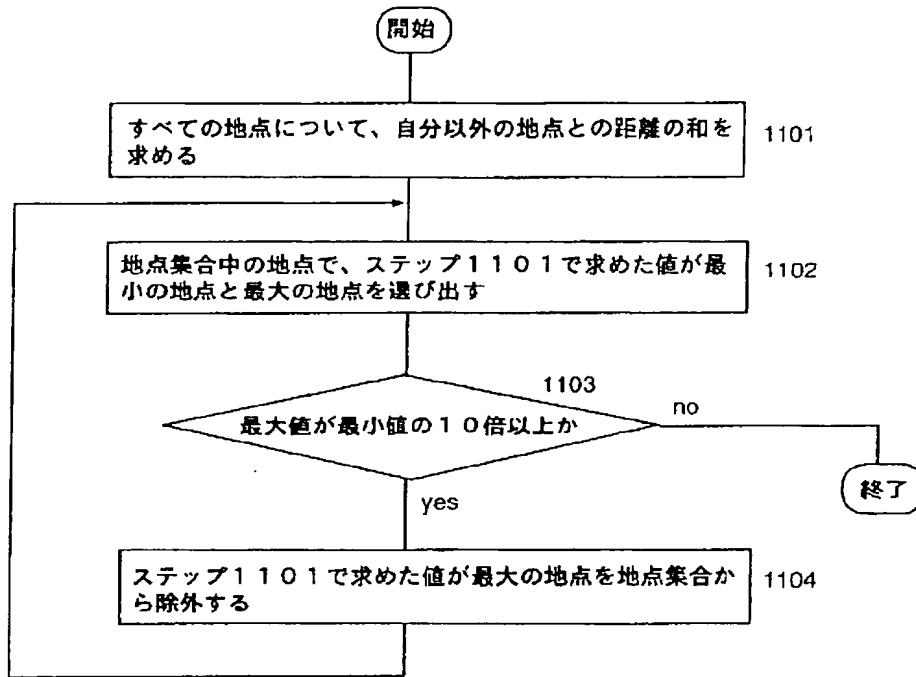 開始
すべての地点について、自分以外の地点との距離の和を
求める
1101
地点集合中の地点で、ステップ1101で求めた値が最
小の地点と最大の地点を選び出す
1102
1103
最大値が最小値の10倍以上か
no
終了
yes
ステップ1101で求めた値が最大の地点を地点集合か
ら除外する
1104